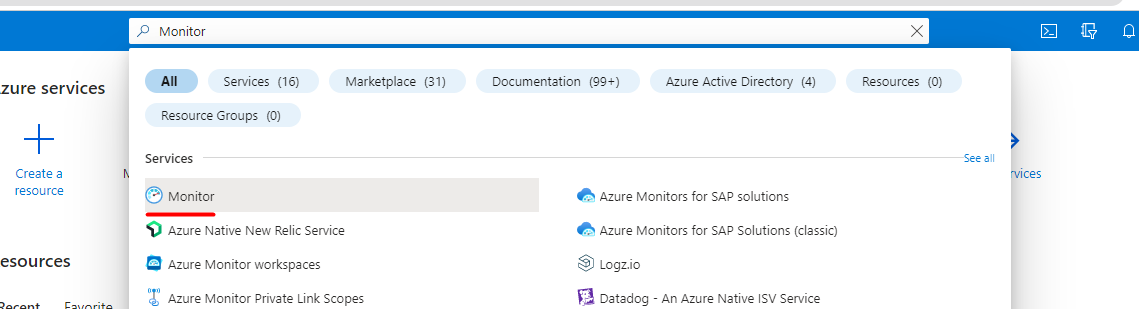 Monitor
All Services (16) Marketplace (31) Documentation (99+) Azure Active Directory (4) Resources (0)
Resource Groups (0)
zure services
Create a
resource
M
rvices
Services See all
Monitor Azure Monitors for SAP solutions
Azure Native New Relic Service Azure Monitors for SAP Solutions (classic)
Azure Monitor workspaces Logz.io
Azure Monitor Private Link Scopes Datadog - An Azure Native ISV Service
esources
Recent Favorite